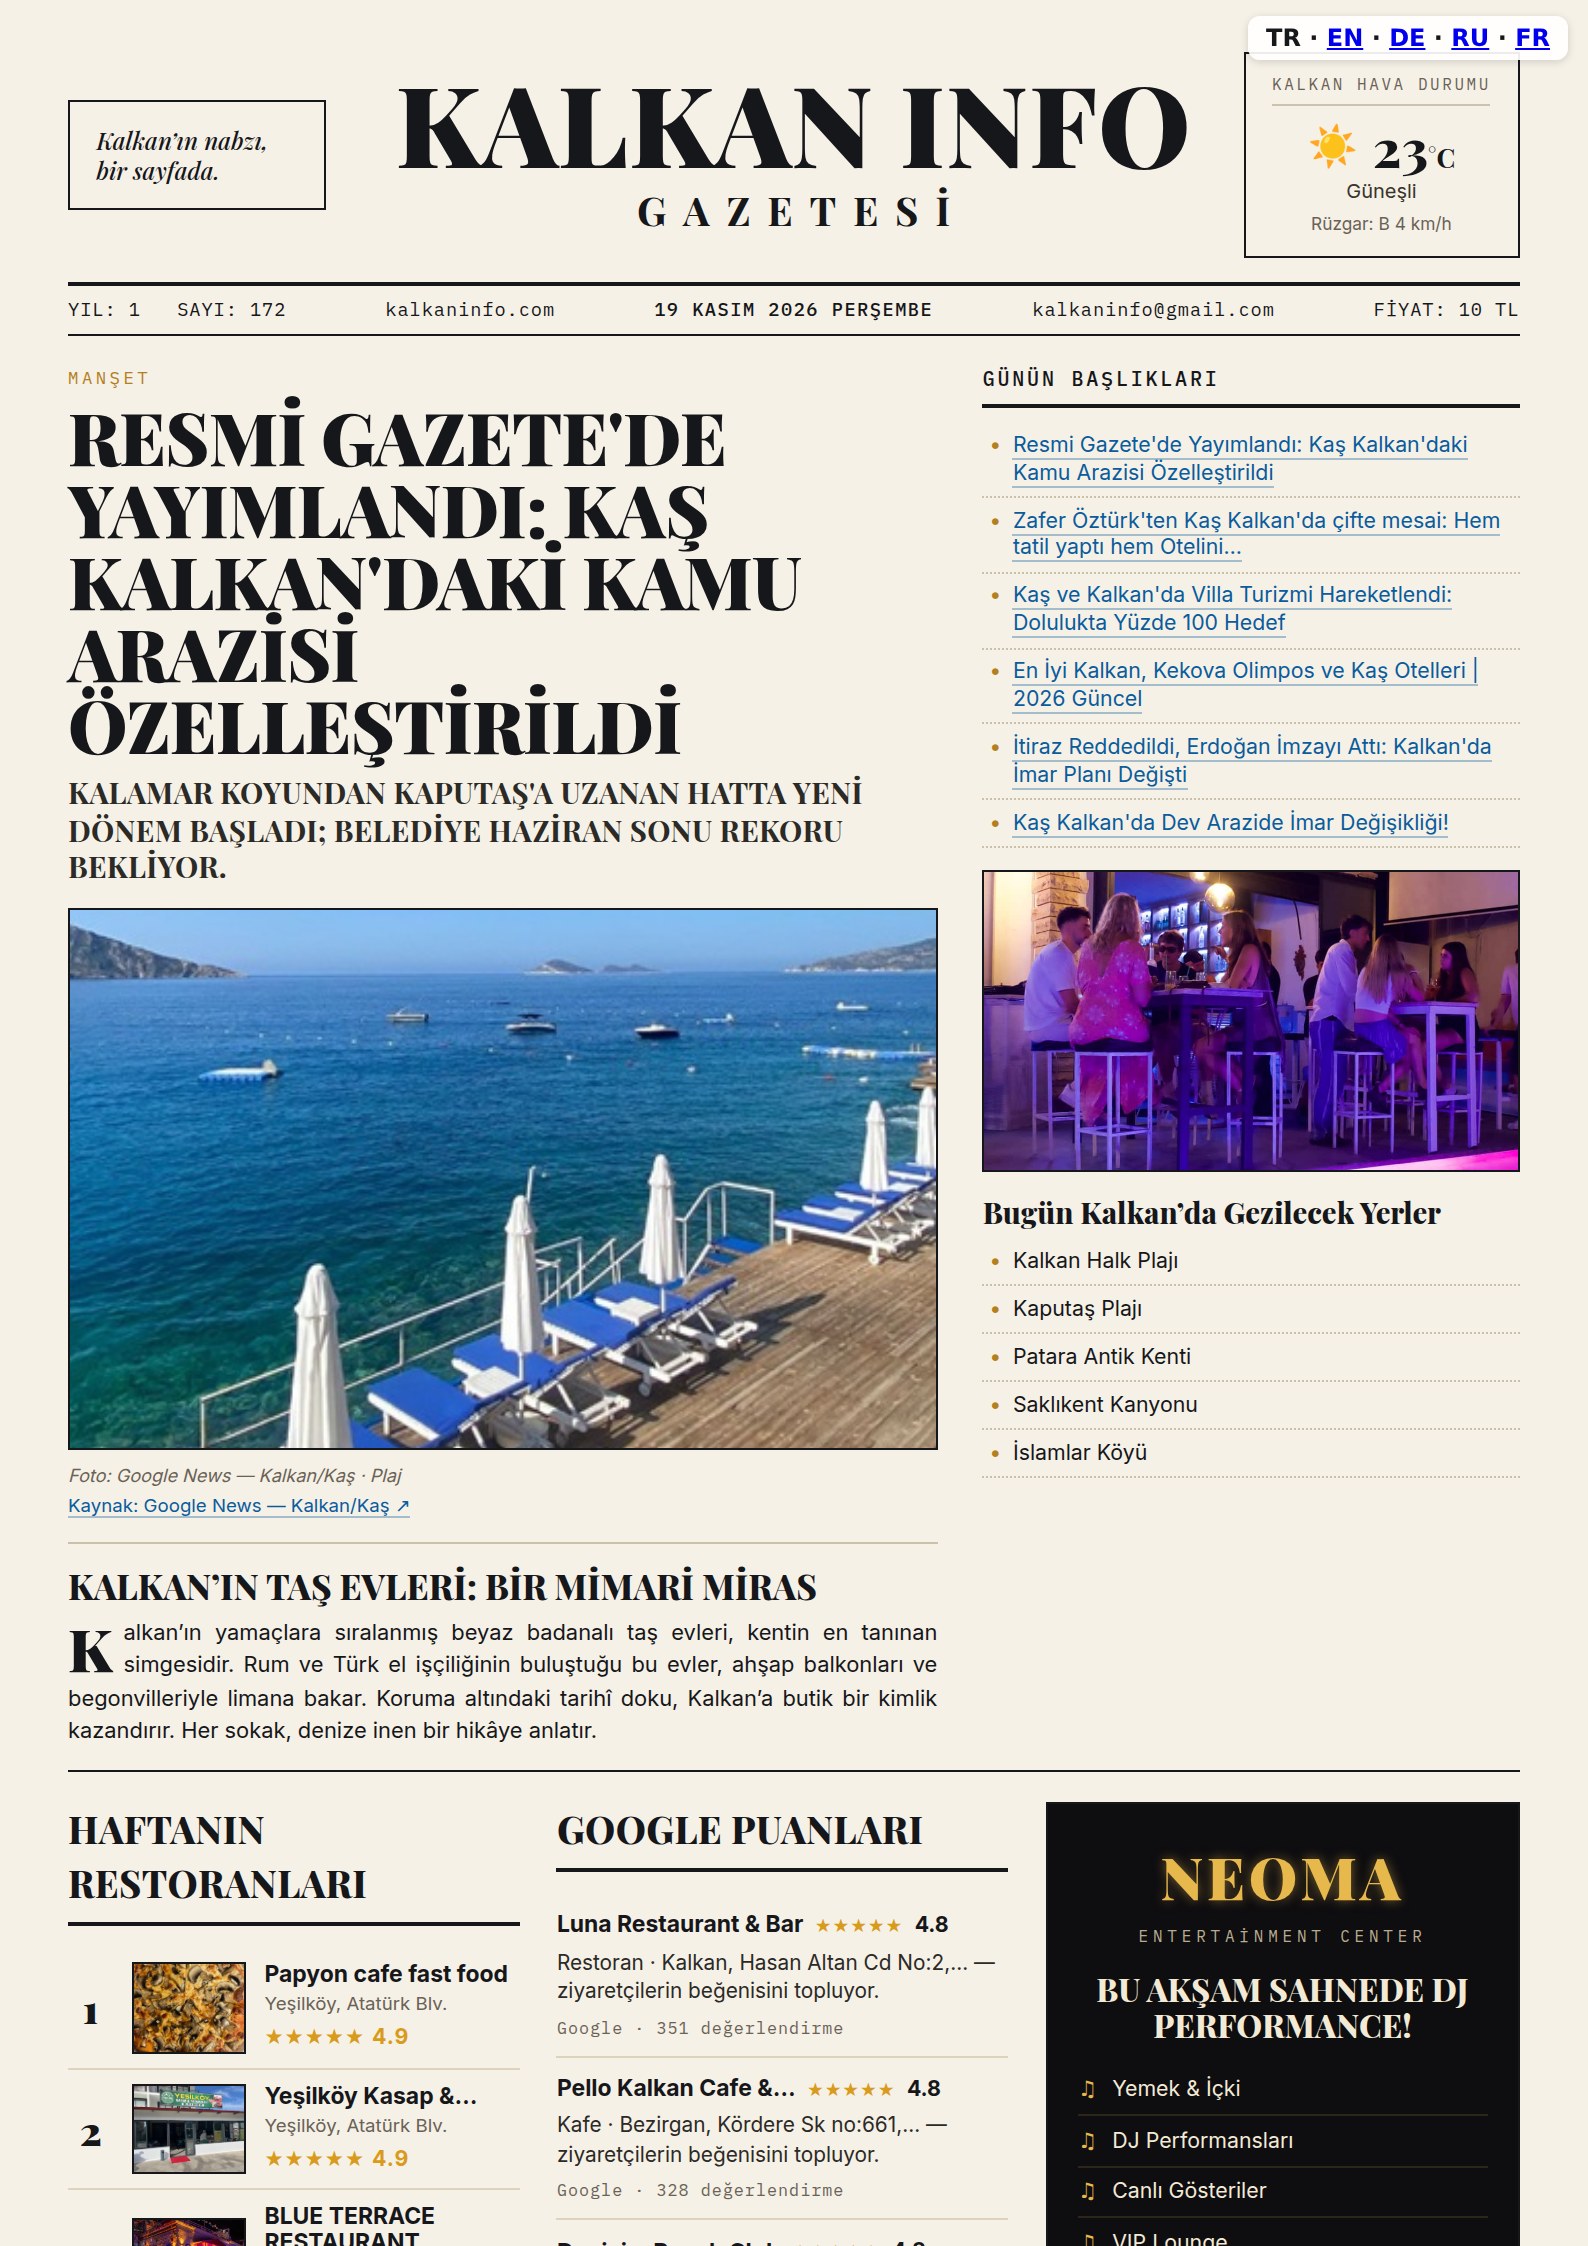 TR · EN · DE · RU · FR
Kalkan’ın nabzı,
bir sayfada.
KALKAN INFO
GAZETESİ
KALKAN HAVA DURUMU
23°C
Güneşli
Rüzgar: B 4 km/h
YIL: 1 SAYI: 172 kalkaninfo.com 19 KASIM 2026 PERŞEMBE kalkaninfo@gmail.com FİYAT: 10 TL
MANŞET
RESMİ GAZETE'DE
YAYIMLANDI: KAŞ
KALKAN'DAKİ KAMU
ARAZİSİ
ÖZELLEŞTİRİLDİ
KALAMAR KOYUNDAN KAPUTAŞ'A UZANAN HATTA YENİ
DÖNEM BAŞLADI; BELEDİYE HAZİRAN SONU REKORU
BEKLİYOR.
Foto: Google News — Kalkan/Kaş · Plaj
Kaynak: Google News — Kalkan/Kaş ↗
KALKAN’IN TAŞ EVLERİ: BİR MİMARİ MİRAS
Kalkan’ın yamaçlara sıralanmış beyaz badanalı taş evleri, kentin en tanınan
simgesidir. Rum ve Türk el işçiliğinin buluştuğu bu evler, ahşap balkonları ve
begonvilleriyle limana bakar. Koruma altındaki tarihî doku, Kalkan’a butik bir kimlik
kazandırır. Her sokak, denize inen bir hikâye anlatır.
GÜNÜN BAŞLIKLARI
• Resmi Gazete'de Yayımlandı: Kaş Kalkan'daki
Kamu Arazisi Özelleştirildi
• Zafer Öztürk'ten Kaş Kalkan'da çifte mesai: Hem
tatil yaptı hem Otelini...
• Kaş ve Kalkan'da Villa Turizmi Hareketlendi:
Dolulukta Yüzde 100 Hedef
• En İyi Kalkan, Kekova Olimpos ve Kaş Otelleri |
2026 Güncel
• İtiraz Reddedildi, Erdoğan İmzayı Attı: Kalkan'da
İmar Planı Değişti
• Kaş Kalkan'da Dev Arazide İmar Değişikliği!
Bugün Kalkan’da Gezilecek Yerler
• Kalkan Halk Plajı
• Kaputaş Plajı
• Patara Antik Kenti
• Saklıkent Kanyonu
• İslamlar Köyü
HAFTANIN
RESTORANLARI
1
Papyon cafe fast food
Yeşilköy, Atatürk Blv.
★★★★★ 4.9
2
YEŞİLKÖY
Yeşilköy Kasap &...
Yeşilköy, Atatürk Blv.
★★★★★ 4.9
BLUE TERRACE
RESTAURANT
GOOGLE PUANLARI
Luna Restaurant & Bar ★★★★★ 4.8
Restoran · Kalkan, Hasan Altan Cd No:2,... —
ziyaretçilerin beğenisini topluyor.
Google · 351 değerlendirme
Pello Kalkan Cafe &... ★★★★★ 4.8
Kafe · Bezirgan, Kördere Sk no:661,... —
ziyaretçilerin beğenisini topluyor.
Google · 328 değerlendirme
NEOMA
ENTERTAİNMENT CENTER
BU AKŞAM SAHNEDE DJ
PERFORMANCE!
♫ Yemek & İçki
♫ DJ Performansları
♫ Canlı Gösteriler
♫ VIP Lounge